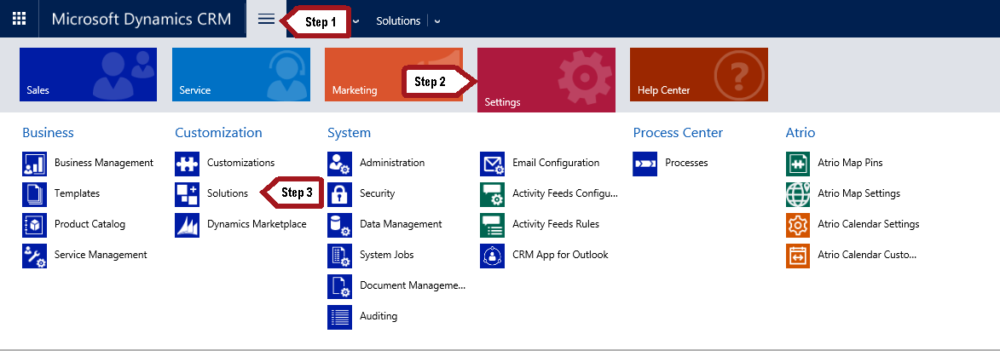 Microsoft Dynamics CRM
Step 1
Solutions
Sales
Service
Marketing
Step 2
Settings
Help Center
Business
Customization
System
Process Center
Atrio
Business Management
Customizations
Administration
Email Configuration
Processes
Atrio Map Pins
Templates
Solutions
Step 3
Security
Activity Feeds Configu...
Atrio Map Settings
Product Catalog
Dynamics Marketplace
Data Management
Activity Feeds Rules
Atrio Calendar Settings
Service Management
System Jobs
CRM App for Outlook
Atrio Calendar Custo...
Document Manageme...
Auditing